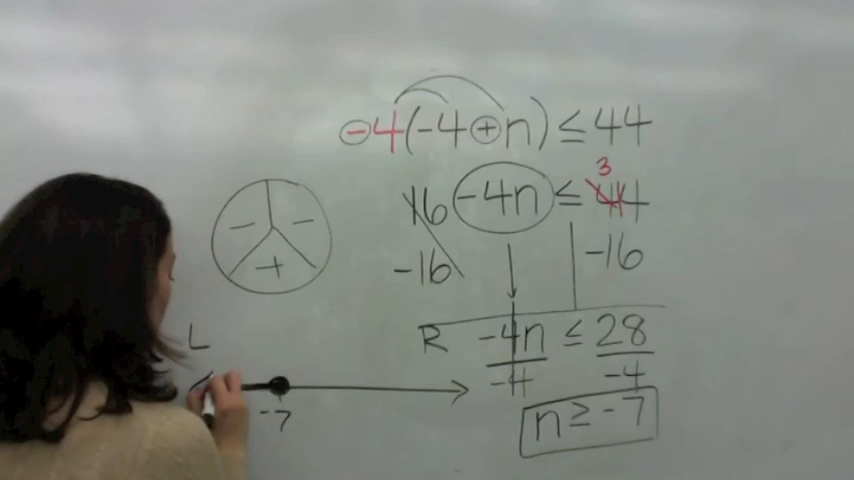 -4(-4+n) ≤ 44
3
16 -4n ≤ 44
-16 -16
R -4n ≤ 28
-4 -4
n ≥ -7
- -
+
L
-7